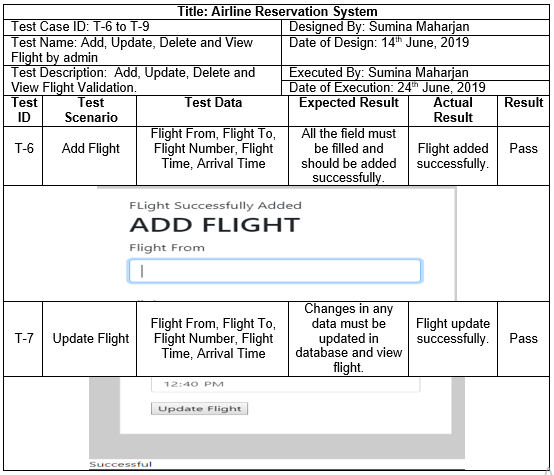 Title: Airline Reservation System
Test Case ID: T-6 to T-9
Designed By: Sumina Maharjan
Test Name: Add, Update, Delete and View
Flight by admin
Date of Design: 14th June, 2019
Test Description: Add, Update, Delete and
View Flight Validation.
Executed By: Sumina Maharjan
Date of Execution: 24th June, 2019
Test
ID
Test
Scenario
Test Data
Expected Result
Actual
Result
Result
T-6
Add Flight
Flight From, Flight To,
Flight Number, Flight
Time, Arrival Time
All the field must
be filled and
should be added
successfully.
Flight added
successfully.
Pass
FLight Successfully Added
ADD FLIGHT
Flight From
T-7
Update Flight
Flight From, Flight To,
Flight Number, Flight
Time, Arrival Time
Changes in any
data must be
updated in
database and view
flight.
Flight update
successfully.
Pass
12:40 PM
Update Flight
Successful